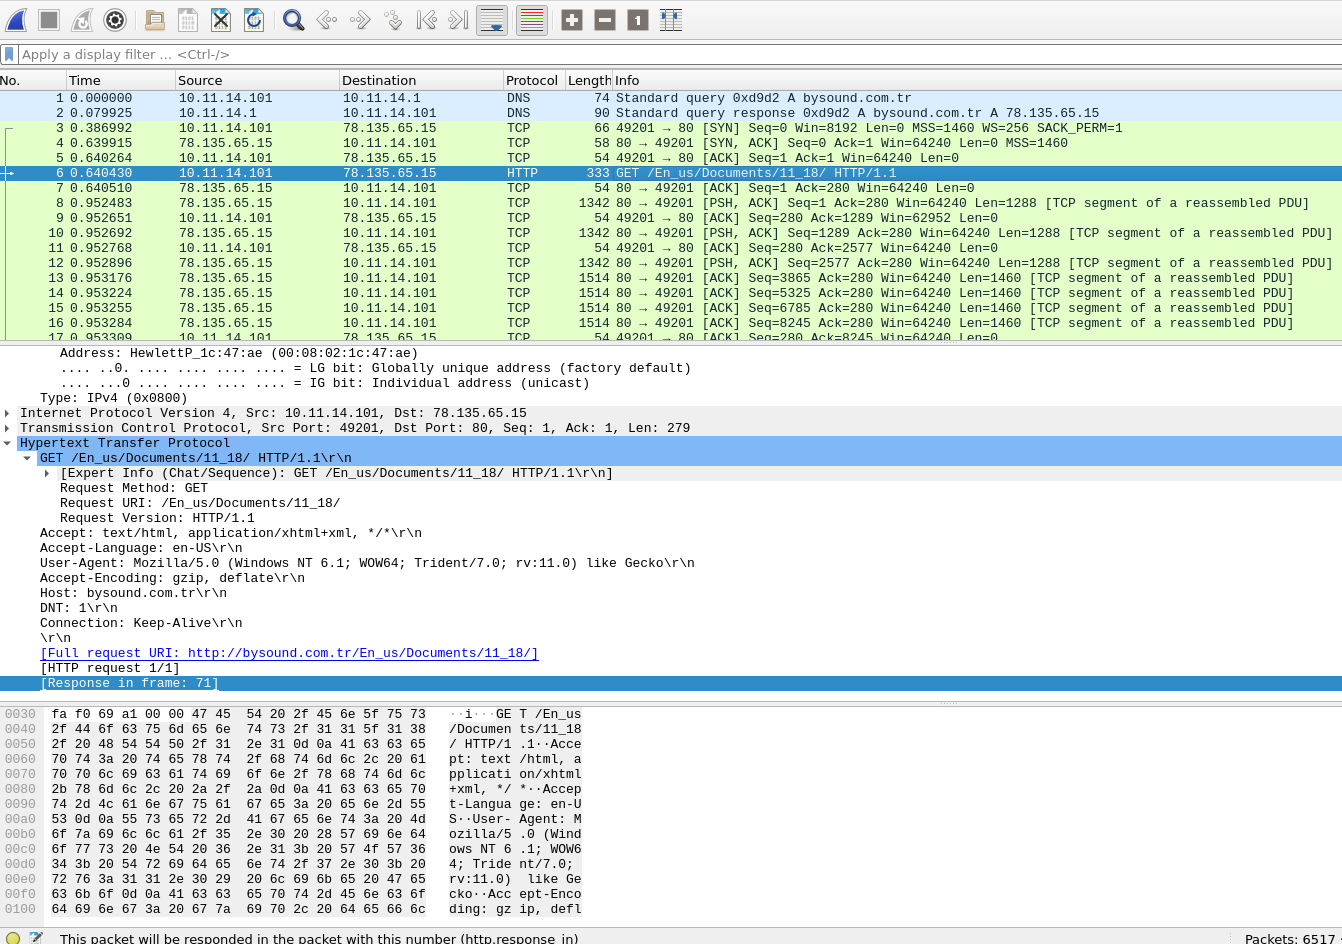 1
Apply a display filter … <Ctrl-/>
No. Time Source Destination Protocol Length Info
1 0.000000 10.11.14.101 10.11.14.1 DNS 74 Standard query 0xd9d2 A bysound.com.tr
2 0.079925 10.11.14.1 10.11.14.101 DNS 90 Standard query response 0xd9d2 A bysound.com.tr A 78.135.65.15
3 0.386992 10.11.14.101 78.135.65.15 TCP 66 49201 → 80 [SYN] Seq=0 Win=8192 Len=0 MSS=1460 WS=256 SACK_PERM=1
4 0.639915 78.135.65.15 10.11.14.101 TCP 58 80 → 49201 [SYN, ACK] Seq=0 Ack=1 Win=64240 Len=0 MSS=1460
5 0.640264 10.11.14.101 78.135.65.15 TCP 54 49201 → 80 [ACK] Seq=1 Ack=1 Win=64240 Len=0
6 0.640430 10.11.14.101 78.135.65.15 HTTP 333 GET /En_us/Documents/11_18/ HTTP/1.1
7 0.640510 78.135.65.15 10.11.14.101 TCP 54 80 → 49201 [ACK] Seq=1 Ack=280 Win=64240 Len=0
8 0.952483 78.135.65.15 10.11.14.101 TCP 1342 80 → 49201 [PSH, ACK] Seq=1 Ack=280 Win=64240 Len=1288 [TCP segment of a reassembled PDU]
9 0.952651 10.11.14.101 78.135.65.15 TCP 54 49201 → 80 [ACK] Seq=280 Ack=1289 Win=62952 Len=0
10 0.952692 78.135.65.15 10.11.14.101 TCP 1342 80 → 49201 [PSH, ACK] Seq=1289 Ack=280 Win=64240 Len=1288 [TCP segment of a reassembled PDU]
11 0.952768 10.11.14.101 78.135.65.15 TCP 54 49201 → 80 [ACK] Seq=280 Ack=2577 Win=64240 Len=0
12 0.952896 78.135.65.15 10.11.14.101 TCP 1342 80 → 49201 [PSH, ACK] Seq=2577 Ack=280 Win=64240 Len=1288 [TCP segment of a reassembled PDU]
13 0.953176 78.135.65.15 10.11.14.101 TCP 1514 80 → 49201 [ACK] Seq=3865 Ack=280 Win=64240 Len=1460 [TCP segment of a reassembled PDU]
14 0.953224 78.135.65.15 10.11.14.101 TCP 1514 80 → 49201 [ACK] Seq=5325 Ack=280 Win=64240 Len=1460 [TCP segment of a reassembled PDU]
15 0.953255 78.135.65.15 10.11.14.101 TCP 1514 80 → 49201 [ACK] Seq=6785 Ack=280 Win=64240 Len=1460 [TCP segment of a reassembled PDU]
16 0.953284 78.135.65.15 10.11.14.101 TCP 1514 80 → 49201 [ACK] Seq=8245 Ack=280 Win=64240 Len=1460 [TCP segment of a reassembled PDU]
17 0.953309 10.11.14.101 78.135.65.15 TCP 54 49201 → 80 [ACK] Seq=280 Ack=8245 Win=64240 Len=0
Address: HewlettP_1c:47:ae (00:08:02:1c:47:ae)
.... ..0. .... .... .... .... = LG bit: Globally unique address (factory default)
.... ...0 .... .... .... .... = IG bit: Individual address (unicast)
Type: IPv4 (0x0800)
Internet Protocol Version 4, Src: 10.11.14.101, Dst: 78.135.65.15
Transmission Control Protocol, Src Port: 49201, Dst Port: 80, Seq: 1, Ack: 1, Len: 279
Hypertext Transfer Protocol
GET /En_us/Documents/11_18/ HTTP/1.1\r\n
[Expert Info (Chat/Sequence): GET /En_us/Documents/11_18/ HTTP/1.1\r\n]
Request Method: GET
Request URI: /En_us/Documents/11_18/
Request Version: HTTP/1.1
Accept: text/html, application/xhtml+xml, */*\r\n
Accept-Language: en-US\r\n
User-Agent: Mozilla/5.0 (Windows NT 6.1; WOW64; Trident/7.0; rv:11.0) like Gecko\r\n
Accept-Encoding: gzip, deflate\r\n
Host: bysound.com.tr\r\n
DNT: 1\r\n
Connection: Keep-Alive\r\n
\r\n
[Full request URI: http://bysound.com.tr/En_us/Documents/11_18/]
[HTTP request 1/1]
[Response in frame: 71]
0030 fa f0 69 a1 00 00 47 45 54 20 2f 45 6e 5f 75 73 ··i···GE T /En_us
0040 2f 44 6f 63 75 6d 65 6e 74 73 2f 31 31 5f 31 38 /Documen ts/11_18
0050 2f 20 48 54 54 50 2f 31 2e 31 0d 0a 41 63 63 65 / HTTP/1 .1··Acce
0060 70 74 3a 20 74 65 78 74 2f 68 74 6d 6c 2c 20 61 pt: text /html, a
0070 70 70 6c 69 63 61 74 69 6f 6e 2f 78 68 74 6d 6c pplicati on/xhtml
0080 2b 78 6d 6c 2c 20 2a 2f 2a 0d 0a 41 63 63 65 70 +xml, */ *··Accep
0090 74 2d 4c 61 6e 67 75 61 67 65 3a 20 65 6e 2d 55 t-Langua ge: en-U
00a0 53 0d 0a 55 73 65 72 2d 41 67 65 6e 74 3a 20 4d S··User- Agent: M
00b0 6f 7a 69 6c 6c 61 2f 35 2e 30 20 28 57 69 6e 64 ozilla/5 .0 (Wind
00c0 6f 77 73 20 4e 54 20 36 2e 31 3b 20 57 4f 57 36 ows NT 6 .1; WOW6
00d0 34 3b 20 54 72 69 64 65 6e 74 2f 37 2e 30 3b 20 4; Tride nt/7.0;
00e0 72 76 3a 31 31 2e 30 29 20 6c 69 6b 65 20 47 65 rv:11.0) like Ge
00f0 63 6b 6f 0d 0a 41 63 63 65 70 74 2d 45 6e 63 6f cko··Acc ept-Enco
0100 64 69 6e 67 3a 20 67 7a 69 70 2c 20 64 65 66 6c ding: gz ip, defl
This packet will be responded in the packet with this number (http.response_in) Packets: 6517